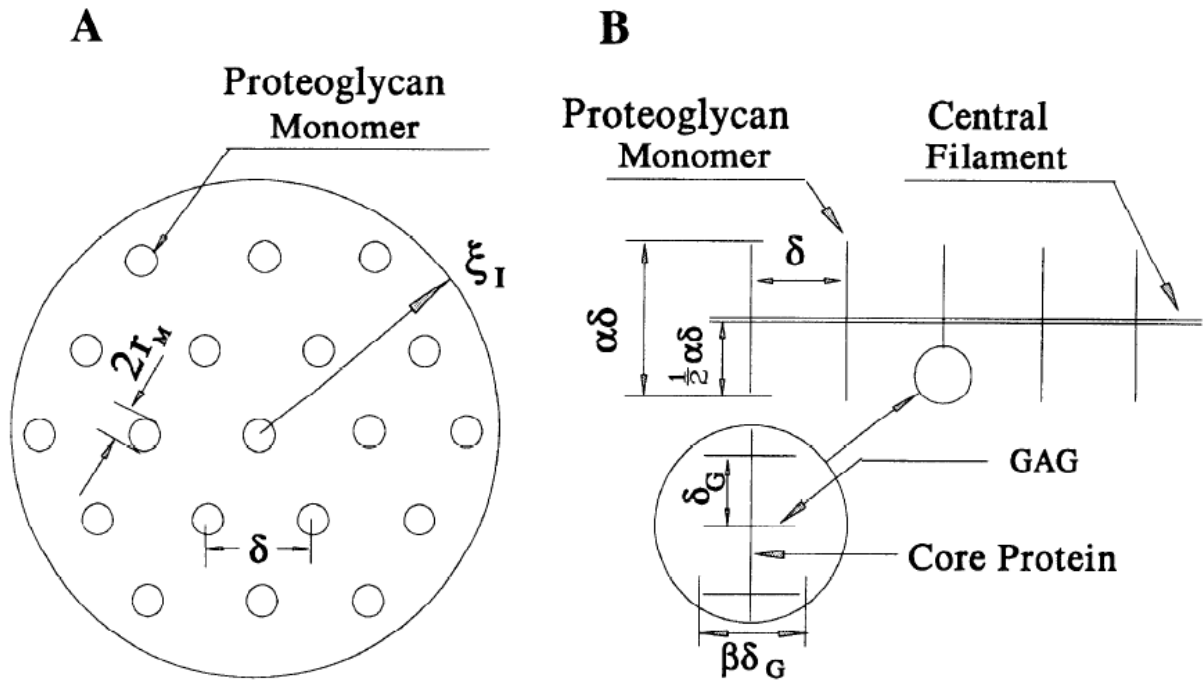 A
Proteoglycan
Monomer
ξI
2rM
δ
B
Proteoglycan
Monomer
Central
Filament
δ
αδ
½αδ
GAG
δG
Core Protein
βδG